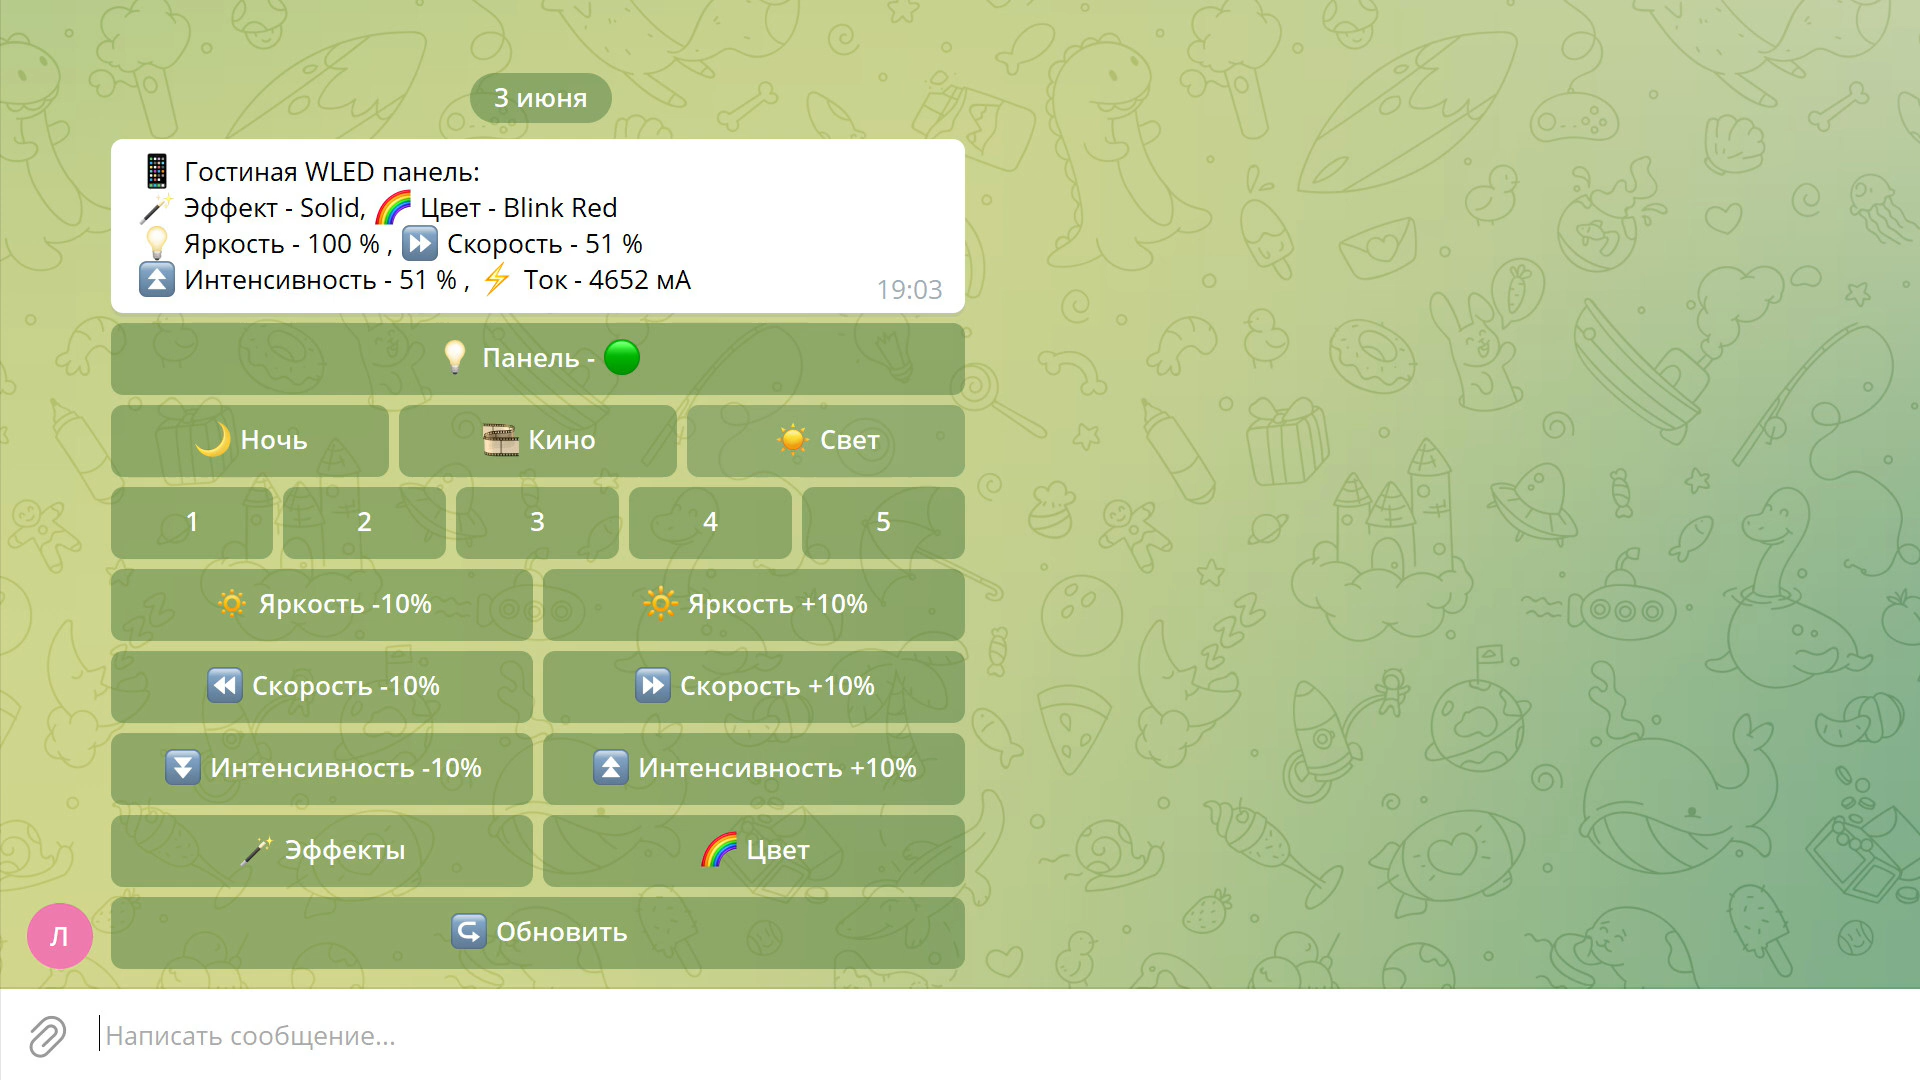 3 июня
Гостиная WLED панель:
Эффект - Solid, Цвет - Blink Red
Яркость - 100 % , Скорость - 51 %
Интенсивность - 51 % , Ток - 4652 мА
19:03
Панель -
Ночь Кино Свет
1 2 3 4 5
Яркость -10% Яркость +10%
Скорость -10% Скорость +10%
Интенсивность -10% Интенсивность +10%
Эффекты Цвет
Обновить
Л
Написать сообщение...